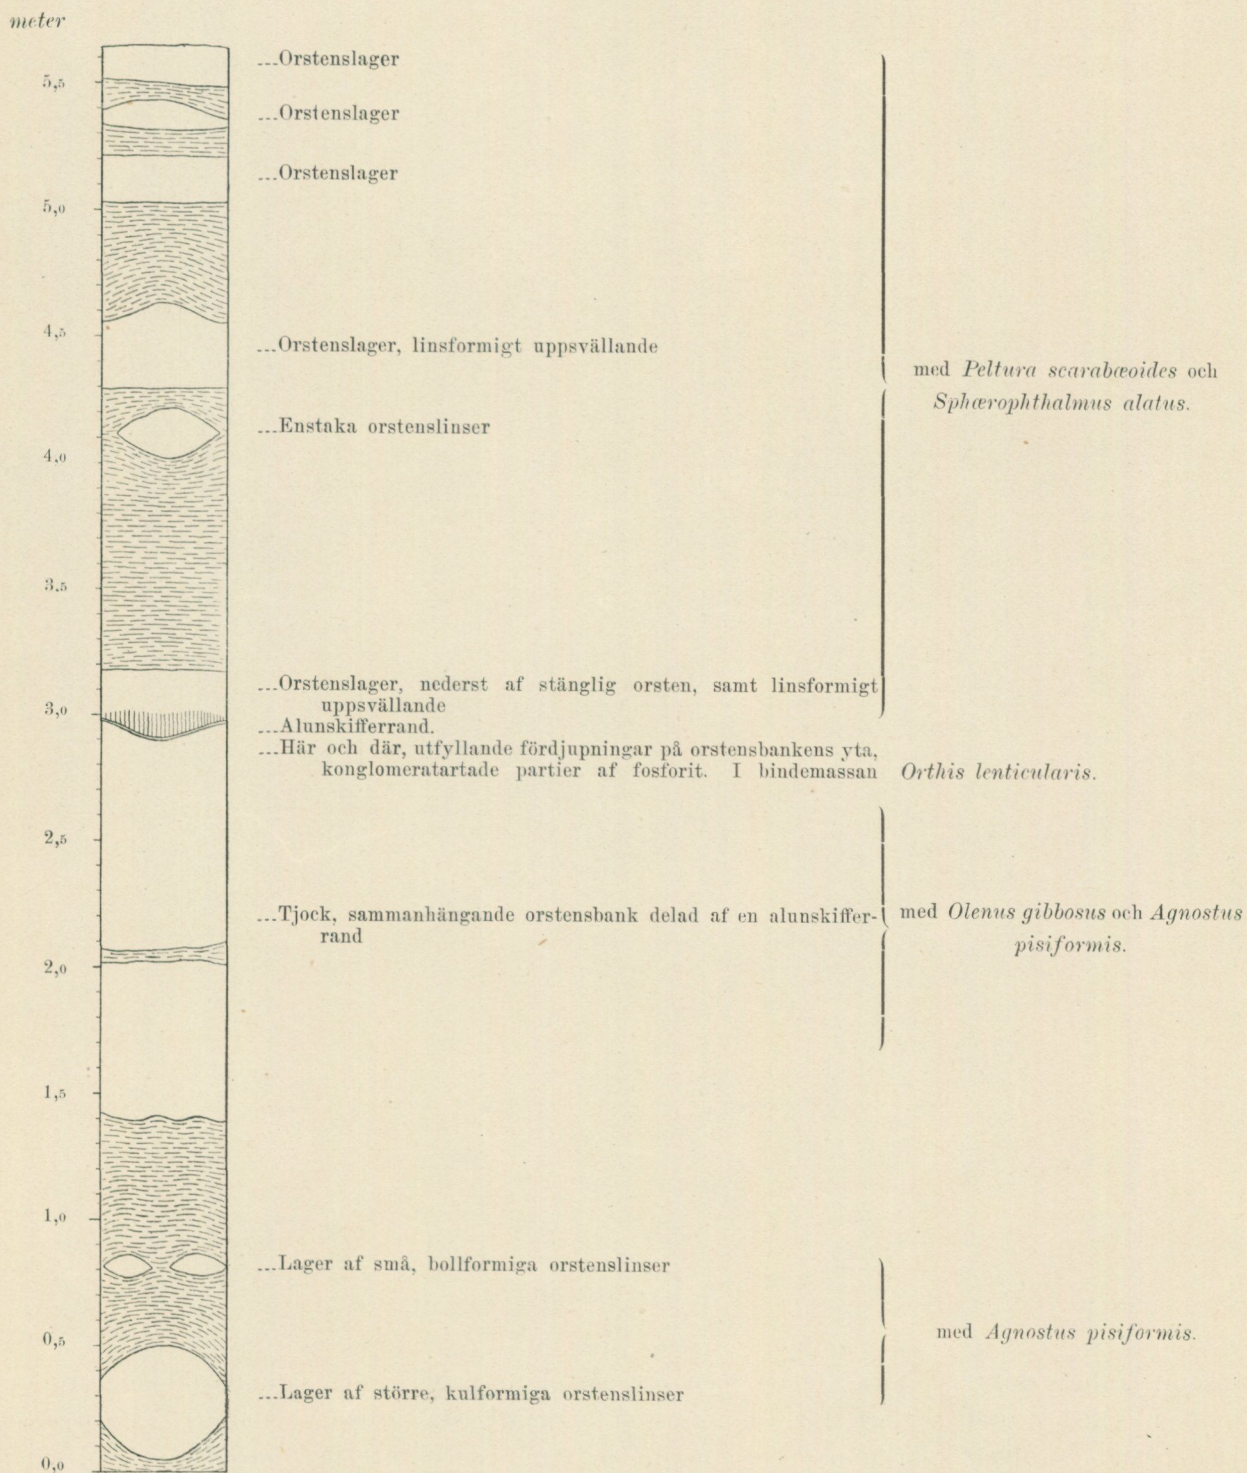 meter
...Orstenslager
5,5
...Orstenslager
...Orstenslager
5,0
4,5
...Orstenslager, linsformigt uppsvällande
med Peltura scarabæoides och
Sphærophthalmus alatus.
...Enstaka orstenslinser
4,0
3,5
...Orstenslager, nederst af stänglig orsten, samt linsformigt
uppsvällande
3,0
...Alunskifferrand.
...Här och där, utfyllande fördjupningar på orstensbankens yta,
konglomeratartade partier af fosforit. I bindemassan Orthis lenticularis.
2,5
...Tjock, sammanhängande orstensbank delad af en alunskiffer-
rand
med Olenus gibbosus och Agnostus
pisiformis.
2,0
1,5
1,0
...Lager af små, bollformiga orstenslinser
0,5
med Agnostus pisiformis.
...Lager af större, kulformiga orstenslinser
0,0